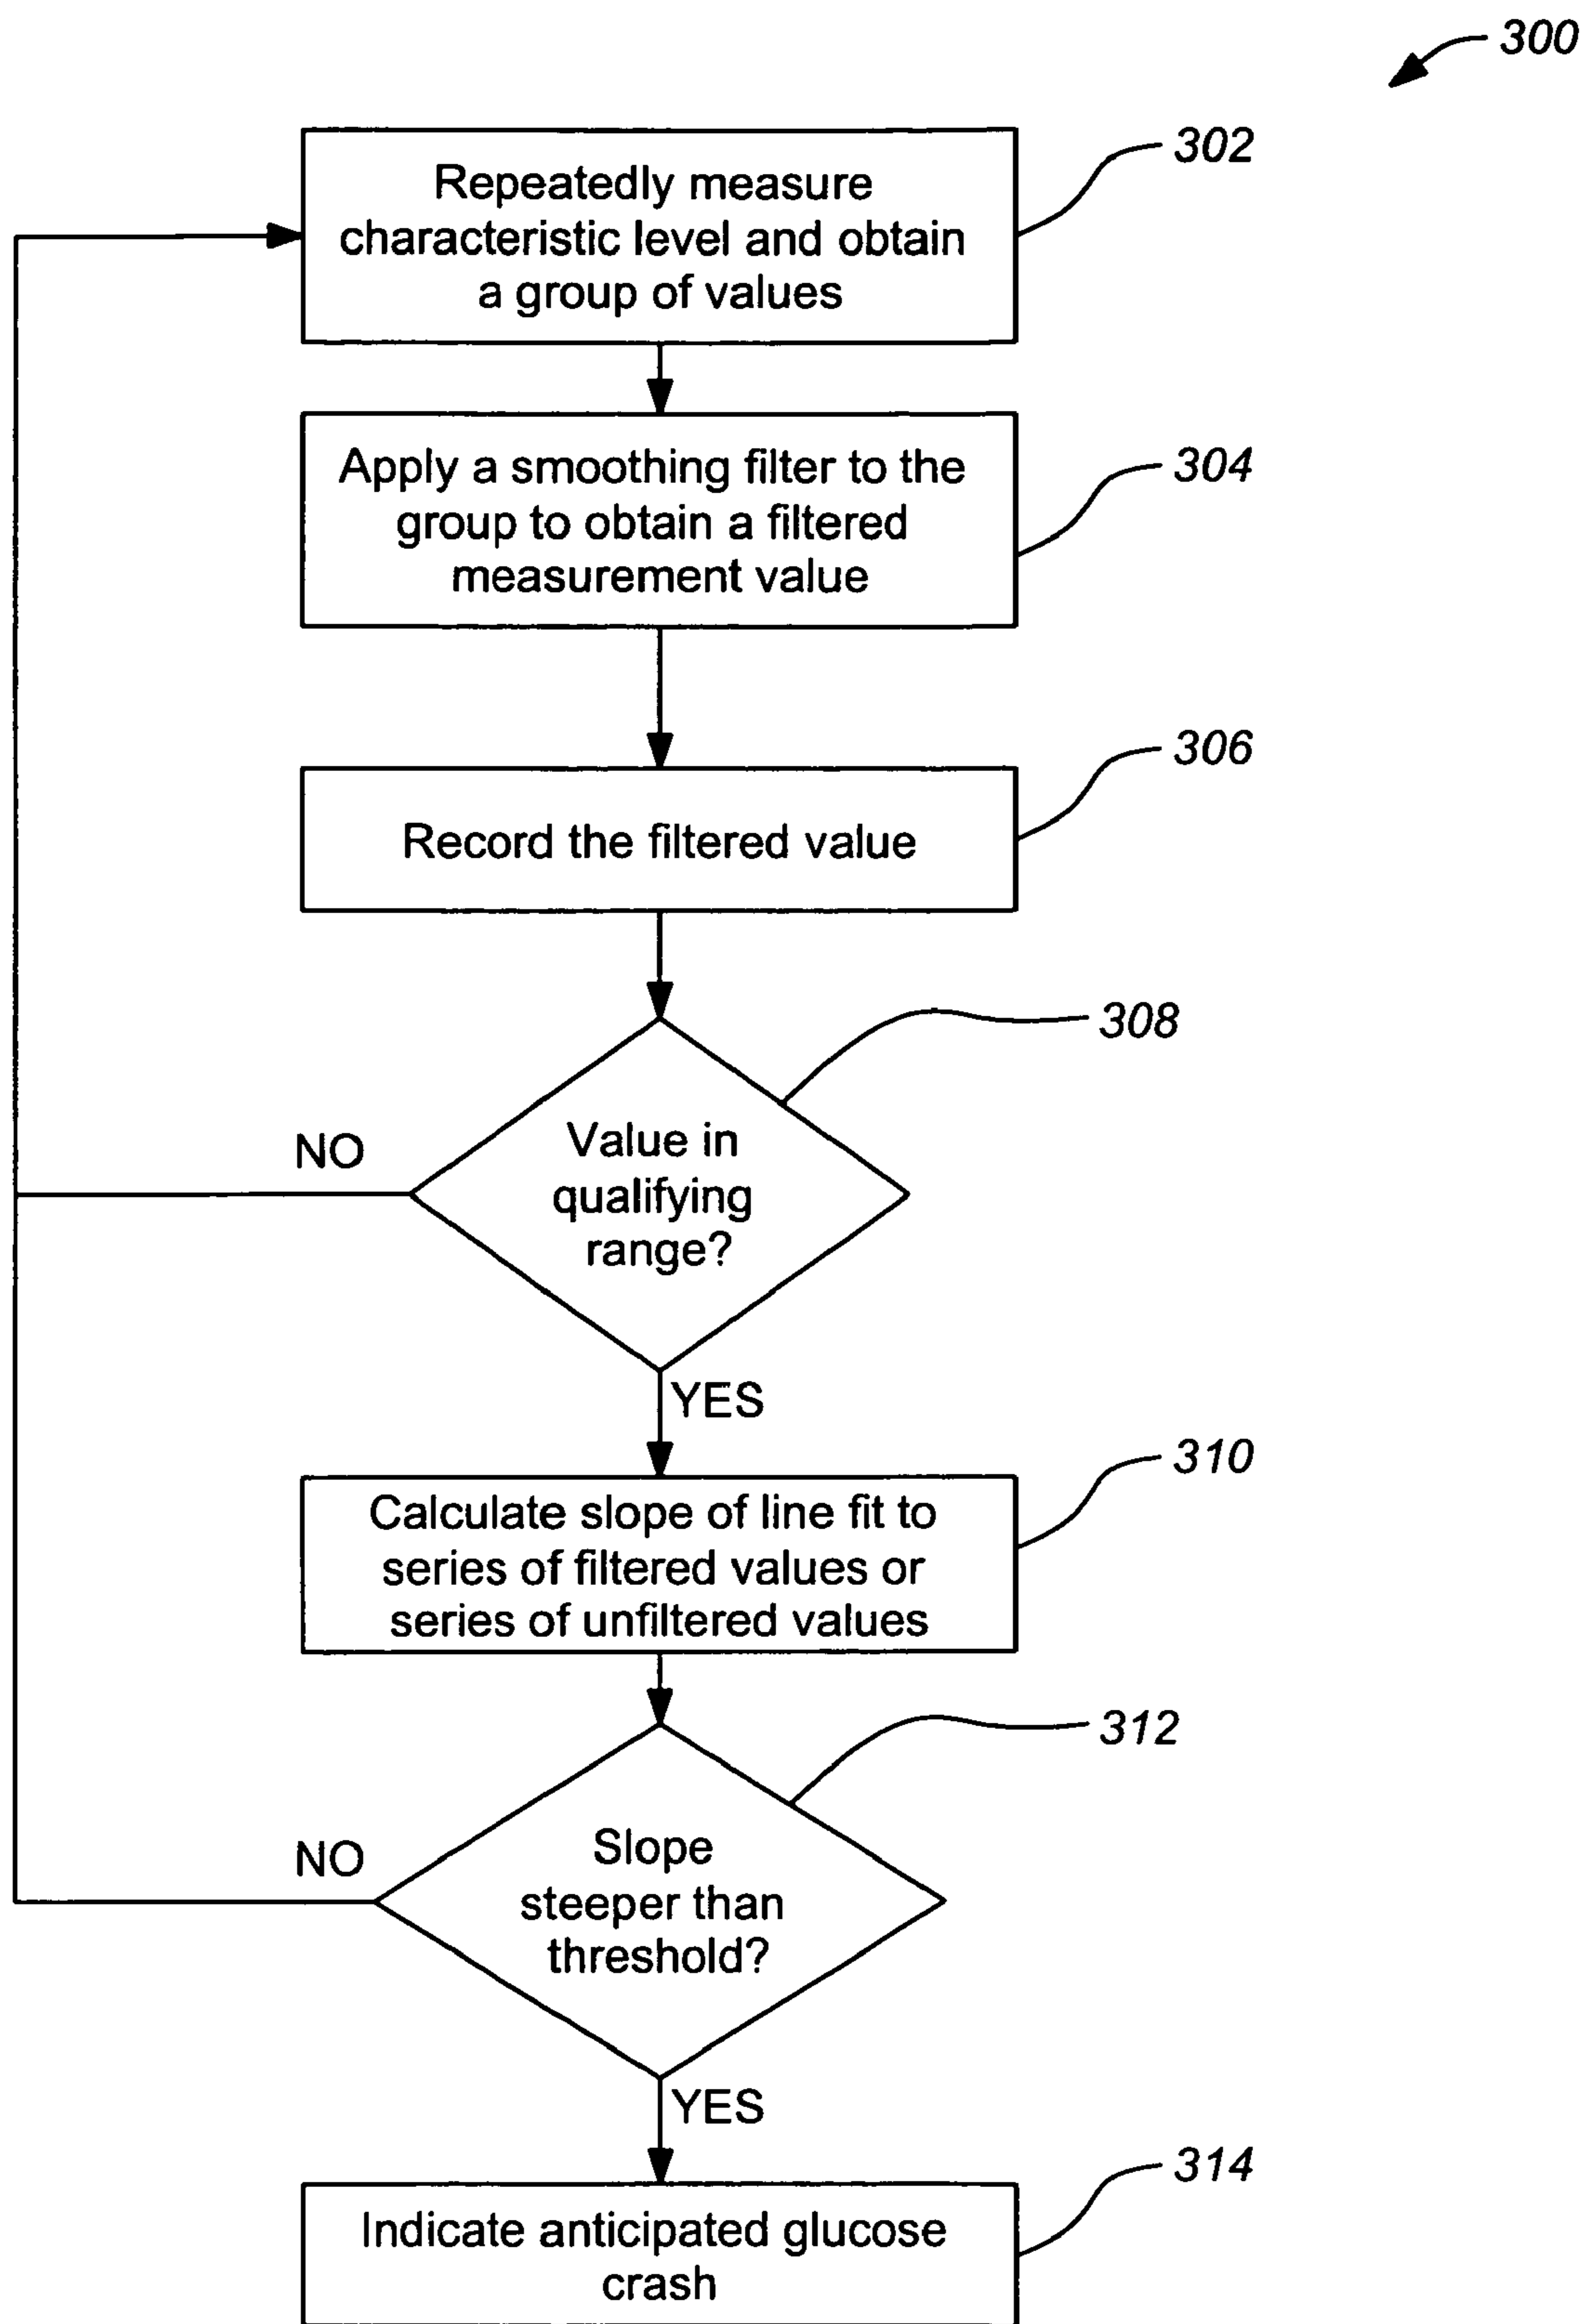 300
302
Repeatedly measure
characteristic level and obtain
a group of values
304
Apply a smoothing filter to the
group to obtain a filtered
measurement value
306
Record the filtered value
308
NO
Value in
qualifying
range?
YES
310
Calculate slope of line fit to
series of filtered values or
series of unfiltered values
312
NO
Slope
steeper than
threshold?
YES
314
Indicate anticipated glucose
crash